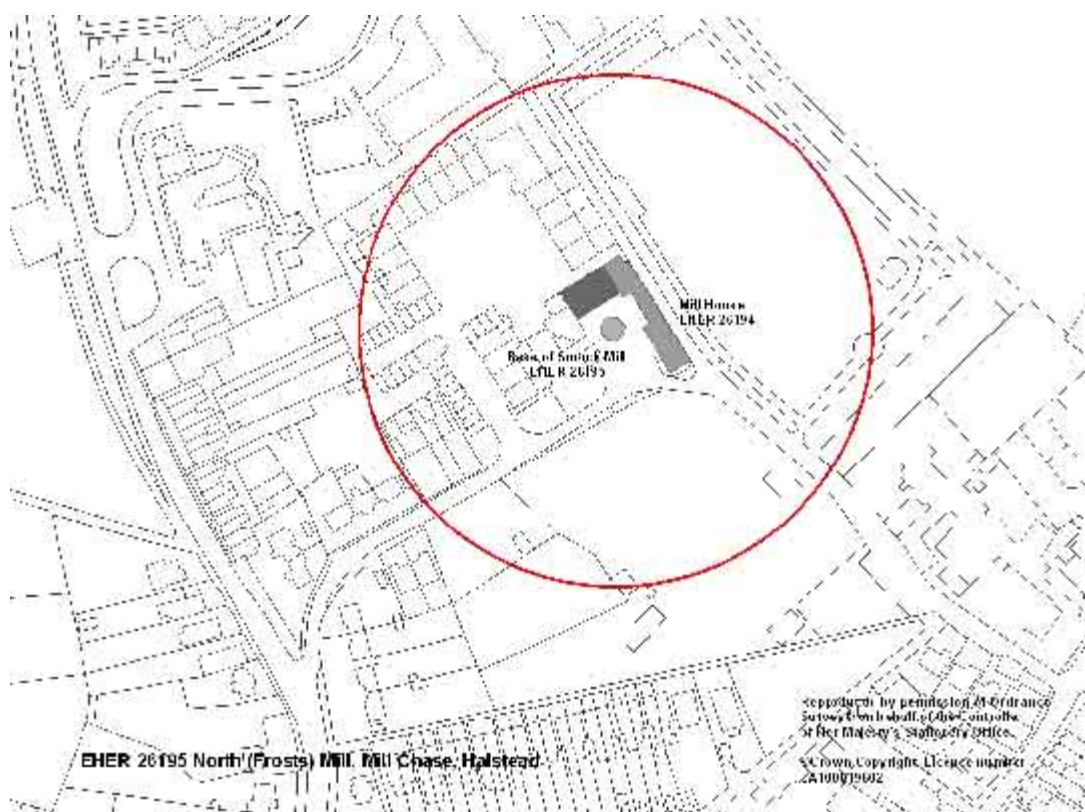 Mill House
EHER 26194
Base of Smock Mill
EHER 26195
Reproduced by permission of Ordnance
Survey on behalf of the Controller
of Her Majesty's Stationery Office.
© Crown Copyright. Licence number
EHER 26195 North (Frosts) Mill, Mill Chase, Halstead